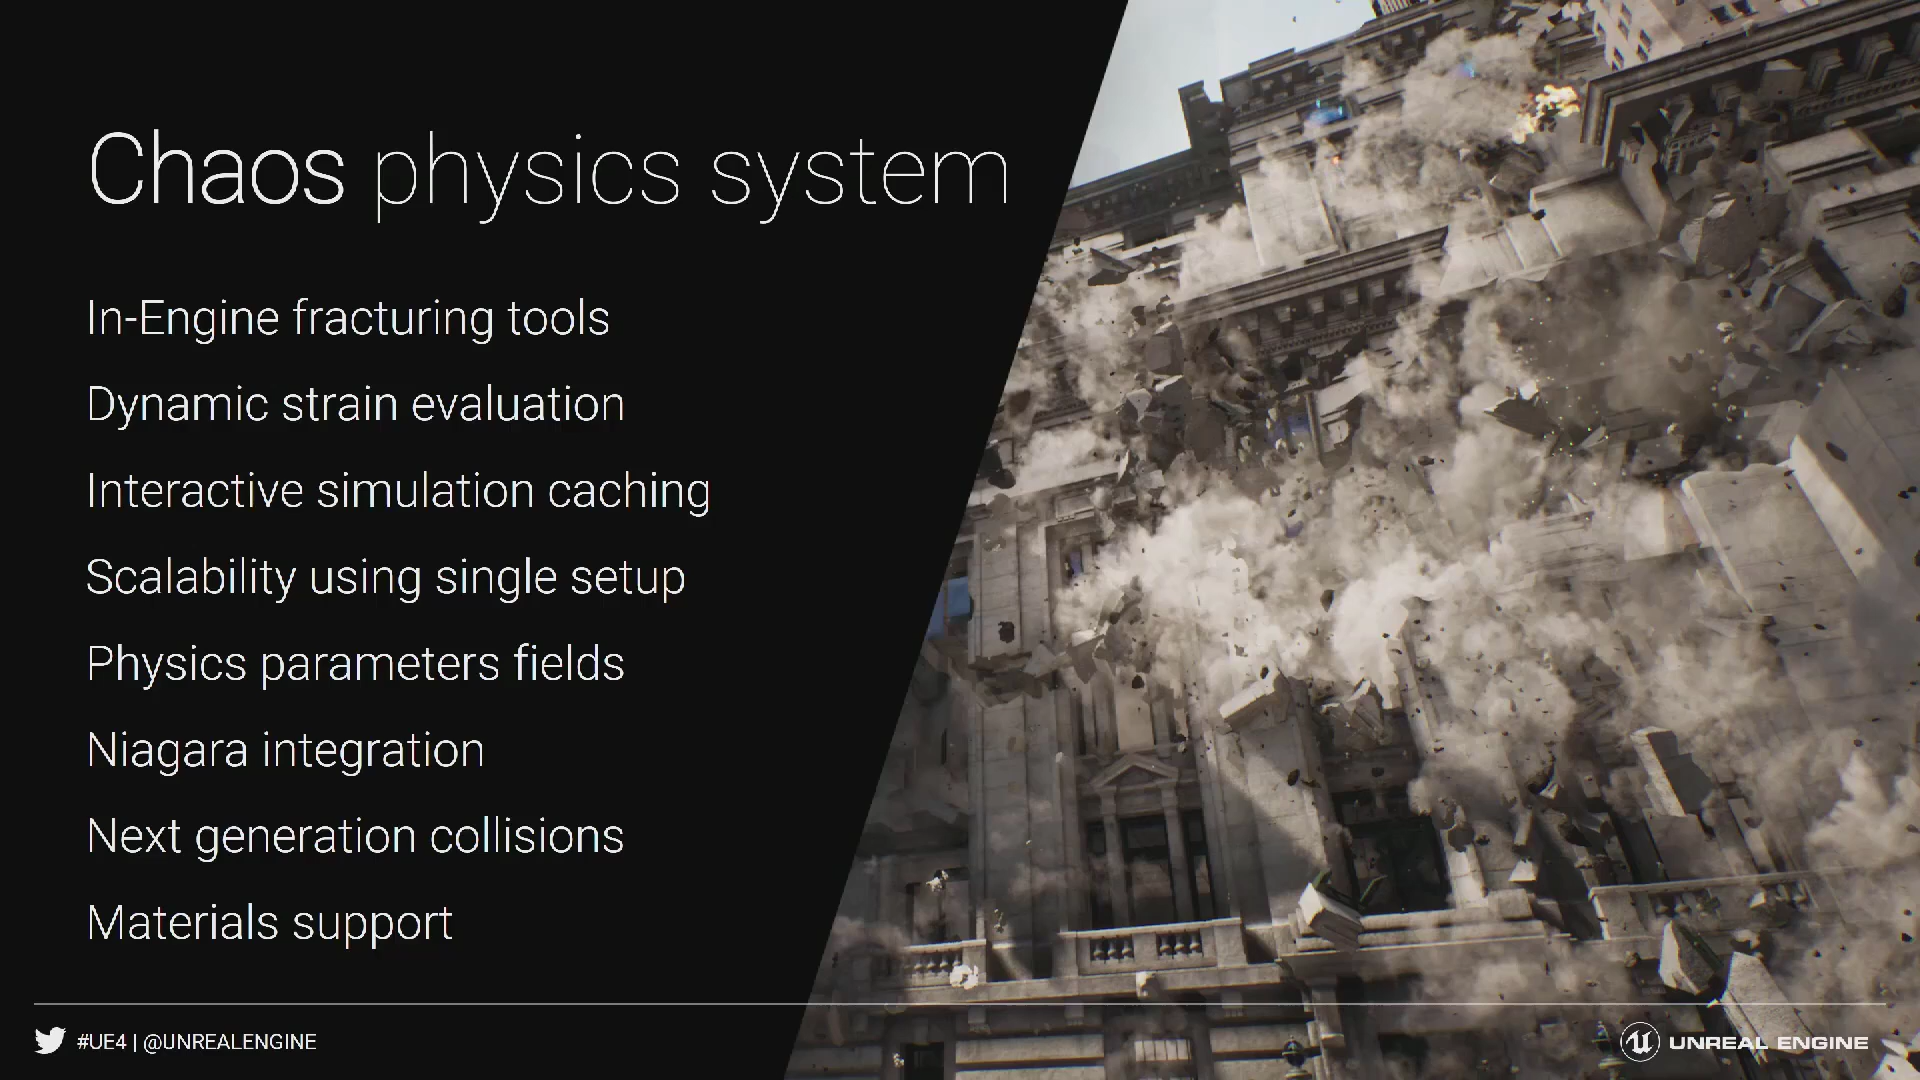 Chaos physics system
In-Engine fracturing tools
Dynamic strain evaluation
Interactive simulation caching
Scalability using single setup
Physics parameters fields
Niagara integration
Next generation collisions
Materials support
#UE4 | @UNREALENGINE
UNREAL ENGINE